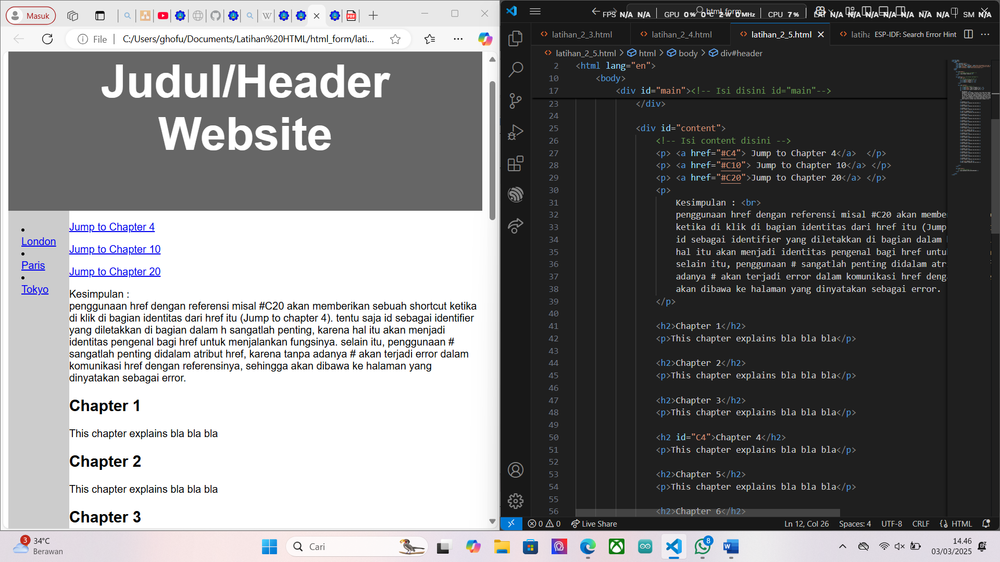 Masuk
File
C:/Users/ghofu/Documents/Latihan%20HTML/html_form/lati...
Judul/Header
Website
London
Paris
Tokyo
Jump to Chapter 4
Jump to Chapter 10
Jump to Chapter 20
Kesimpulan :
penggunaan href dengan referensi misal #C20 akan memberikan sebuah shortcut ketika
di klik di bagian identitas dari href itu (Jump to chapter 4). tentu saja id sebagai identifier
yang diletakkan di bagian dalam h sangatlah penting, karena hal itu akan menjadi
identitas pengenal bagi href untuk menjalankan fungsinya. selain itu, penggunaan #
sangatlah penting didalam atribut href, karena tanpa adanya # akan terjadi error dalam
komunikasi href dengan referensinya, sehingga akan dibawa ke halaman yang
dinyatakan sebagai error.
Chapter 1
This chapter explains bla bla bla
Chapter 2
This chapter explains bla bla bla
Chapter 3
html_form
FPS N/A N/A GPU 0% 0°C 2W 0MHz CPU 7% LAT N/A N/A N/A N/A N/A N/A N/A SM N/A
latihan_2_3.html
latihan_2_4.html
latihan_2_5.html
ESP-IDF: Search Error Hint
latihan_2_5.html > html > body > div#header
2 <html lang="en">
10 <body>
17 <div id="main"><!-- Isi disini id="main"-->
23 </div>
24
25 <div id="content">
26 <!-- Isi content disini -->
27 <p> <a href="#C4"> Jump to Chapter 4</a>  </p>
28 <p> <a href="#C10"> Jump to Chapter 10</a> </p>
29 <p> <a href="#C20">Jump to Chapter 20</a> </p>
30 <p>
31 Kesimpulan : <br>
32 penggunaan href dengan referensi misal #C20 akan membe
33 ketika di klik di bagian identitas dari href itu (Jump
34 id sebagai identifier yang diletakkan di bagian dalam
35 hal itu akan menjadi identitas pengenal bagi href untu
36 selain itu, penggunaan # sangatlah penting didalam atr
37 adanya # akan terjadi error dalam komunikasi href deng
38 akan dibawa ke halaman yang dinyatakan sebagai error.
39 </p>
40
41 <h2>Chapter 1</h2>
42 <p>This chapter explains bla bla bla</p>
43
44 <h2>Chapter 2</h2>
45 <p>This chapter explains bla bla bla</p>
46
47 <h2>Chapter 3</h2>
48 <p>This chapter explains bla bla bla</p>
49
50 <h2 id="C4">Chapter 4</h2>
51 <p>This chapter explains bla bla bla</p>
52
53 <h2>Chapter 5</h2>
54 <p>This chapter explains bla bla bla</p>
55
56 <h2>Chapter 6</h2>
0 0 Live Share
Ln 12, Col 26 Spaces: 4 UTF-8 CRLF HTML
3
34°C
Berawan
Cari
8
14.46
03/03/2025